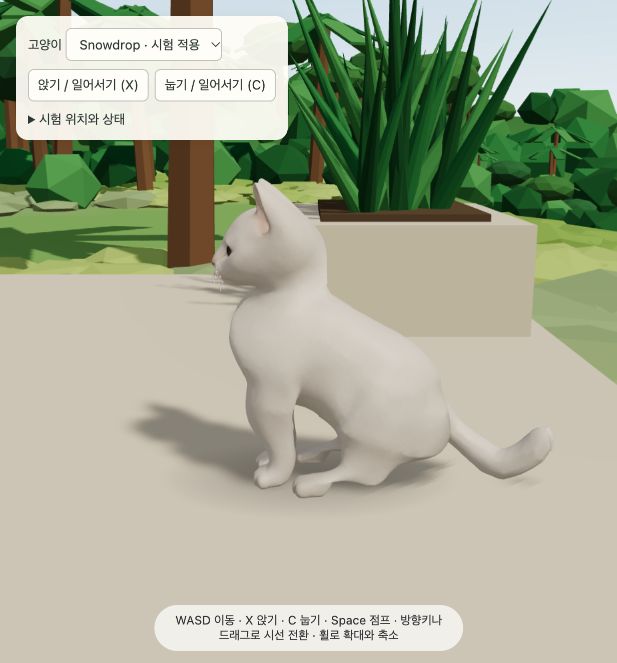 고양이 Snowdrop · 시험 적용
앉기 / 일어서기 (X) 눕기 / 일어서기 (C)
▶ 시험 위치와 상태
WASD 이동 · X 앉기 · C 눕기 · Space 점프 · 방향키나
드래그로 시선 전환 · 휠로 확대와 축소